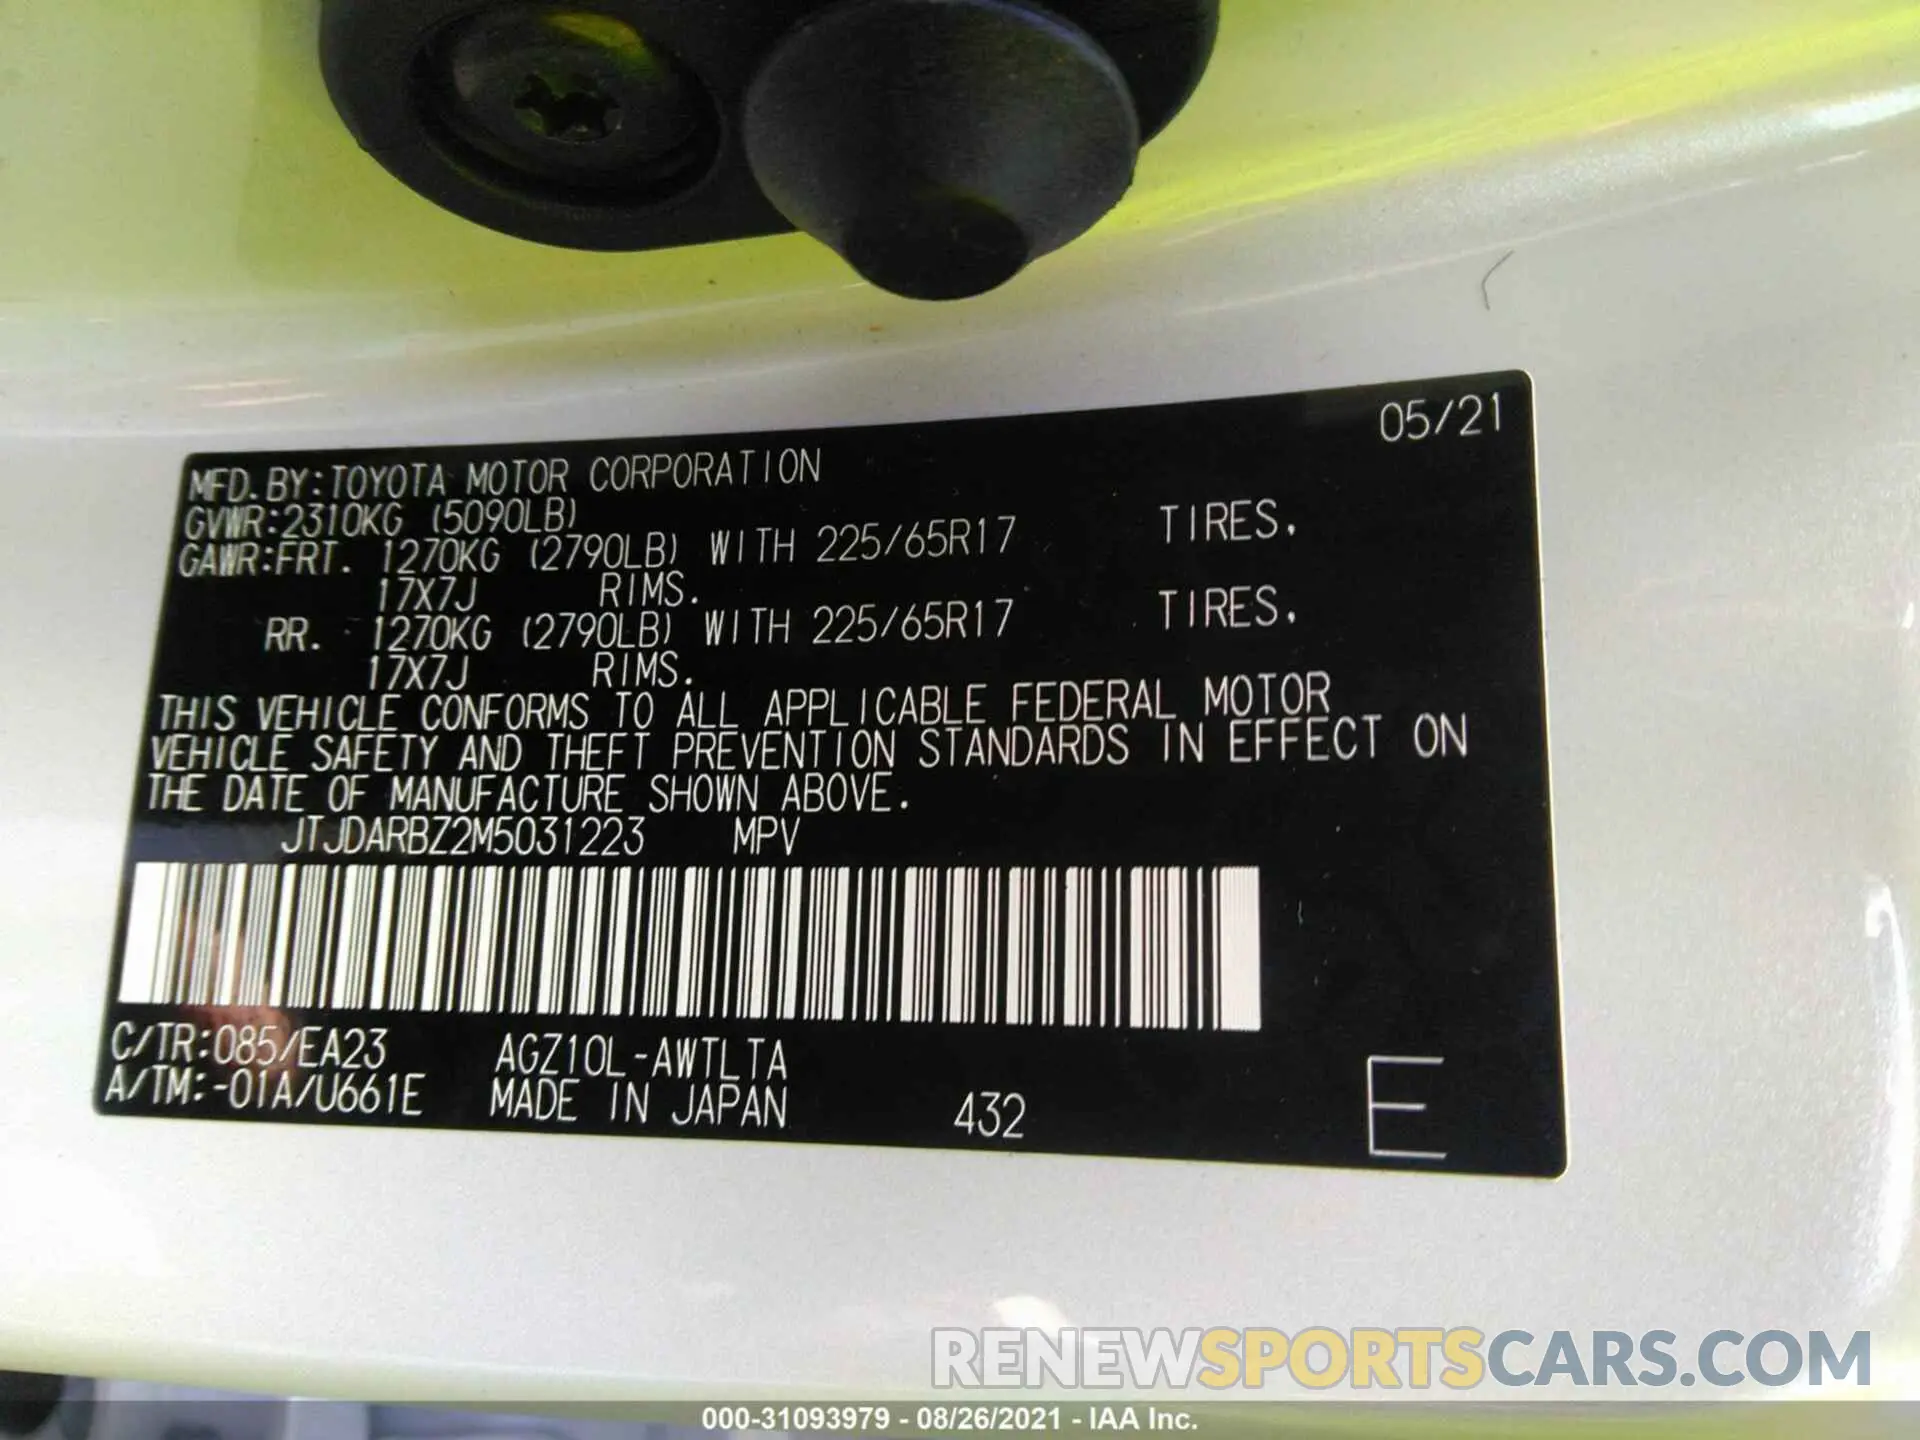 05/21
MFD. BY: TOYOTA MOTOR CORPORATION
GVWR: 2310KG (5090LB)
GAWR: FRT. 1270KG (2790LB) WITH 225/65R17 TIRES.
17X7J RIMS.
RR. 1270KG (2790LB) WITH 225/65R17 TIRES.
17X7J RIMS.
THIS VEHICLE CONFORMS TO ALL APPLICABLE FEDERAL MOTOR
VEHICLE SAFETY AND THEFT PREVENTION STANDARDS IN EFFECT ON
THE DATE OF MANUFACTURE SHOWN ABOVE.
JTJDARBZ2M5031223 MPV
C/TR:085/EA23 AGZ10L-AWTLTA
A/TM:-01A/U661E MADE IN JAPAN 432 E
RENEWSPORTSCARS.COM
000-31093979 - 08/26/2021 - IAA Inc.